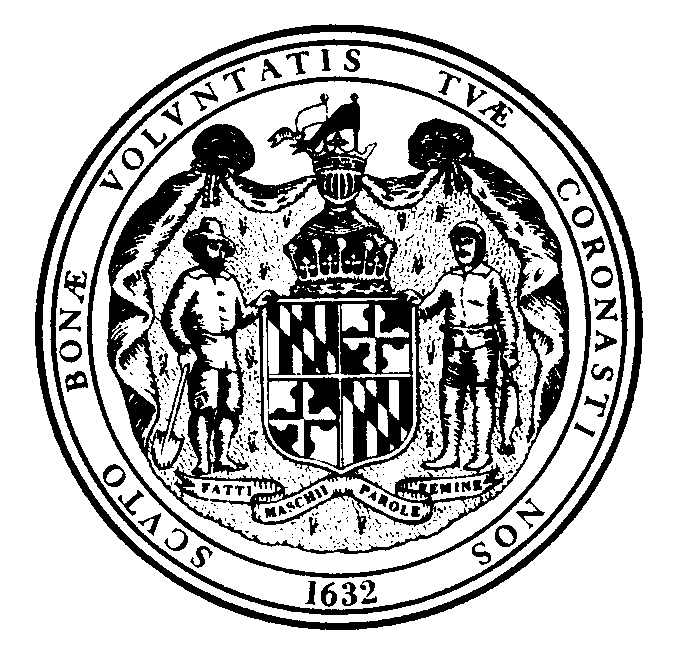 SCVTO BONÆ VOLVNTATIS TVÆ CORONASTI NOS
FATTI MASCHII PAROLE FEMINE
1632